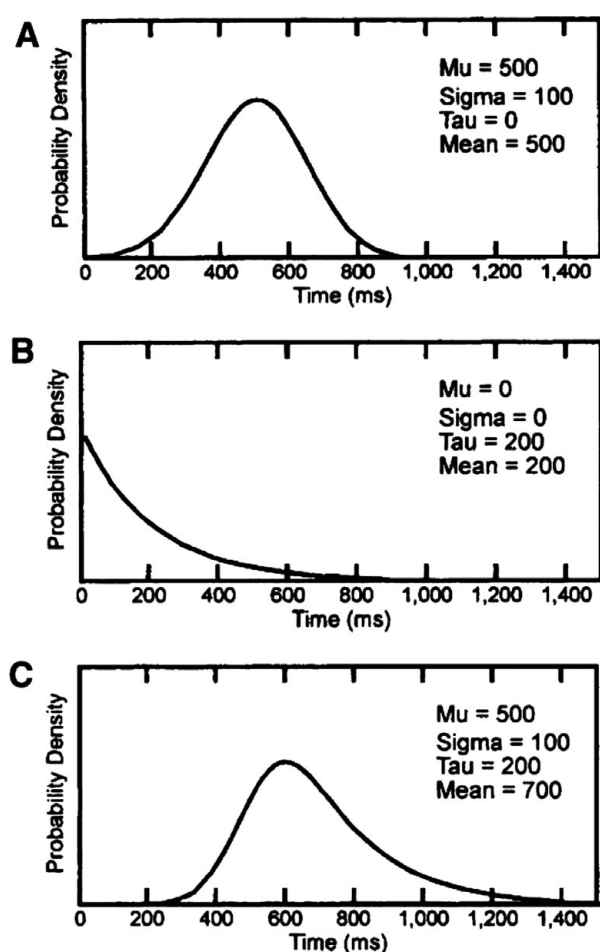 A
Probability Density
Mu = 500
Sigma = 100
Tau = 0
Mean = 500
0 200 400 600 800 1,000 1,200 1,400
Time (ms)
B
Probability Density
Mu = 0
Sigma = 0
Tau = 200
Mean = 200
0 200 400 600 800 1,000 1,200 1,400
Time (ms)
C
Probability Density
Mu = 500
Sigma = 100
Tau = 200
Mean = 700
0 200 400 600 800 1,000 1,200 1,400
Time (ms)